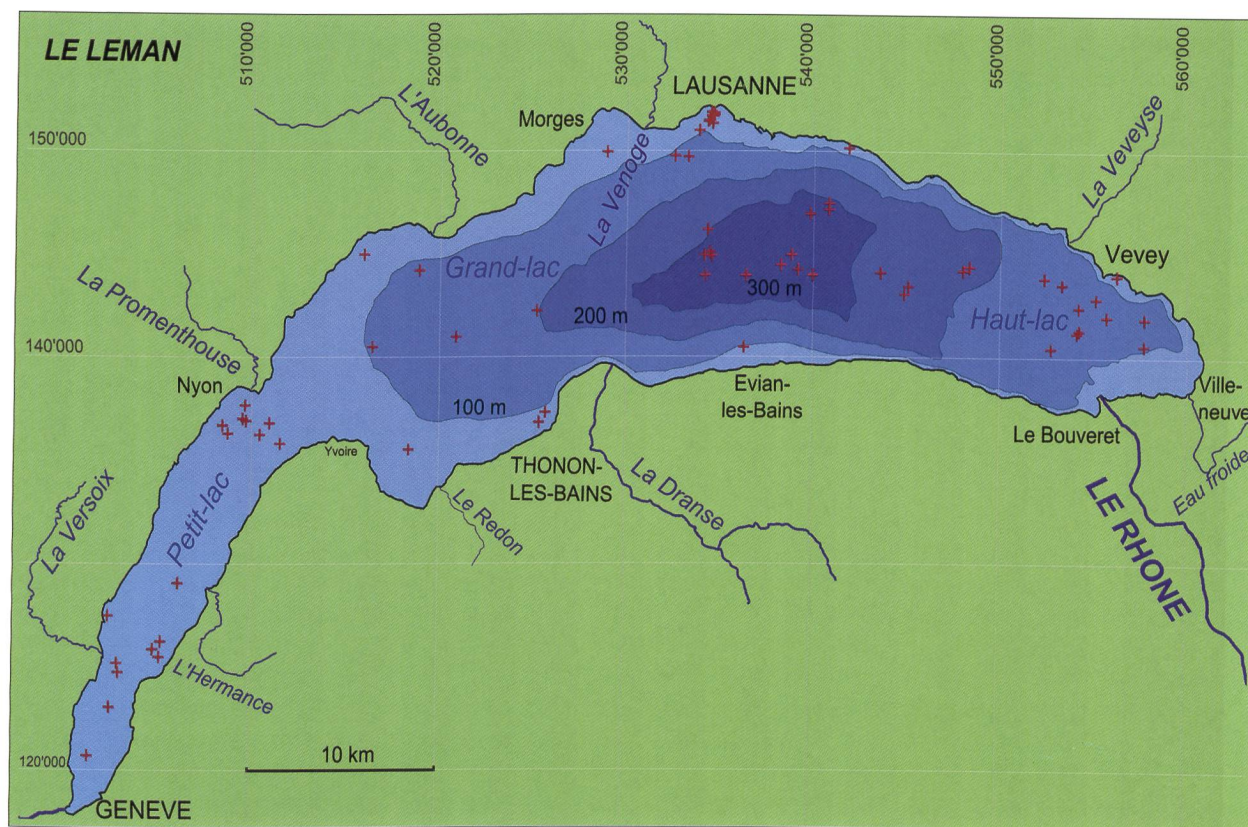 LE LEMAN
510'000
520'000
530'000
540'000
550'000
560'000
L'Aubonne
Morges
LAUSANNE
La Venoge
La Veveyse
150'000
Vevey
Grand-lac
La Promenthouse
300 m
200 m
Haut-lac
140'000
Nyon
100 m
Evian-
les-Bains
Ville-
neuve
Le Bouveret
Yvoire
THONON-
LES-BAINS
La Dranse
Eau froide
La Versoix
Petit-lac
Le Redon
LE RHONE
L'Hermance
120'000
10 km
GENEVE